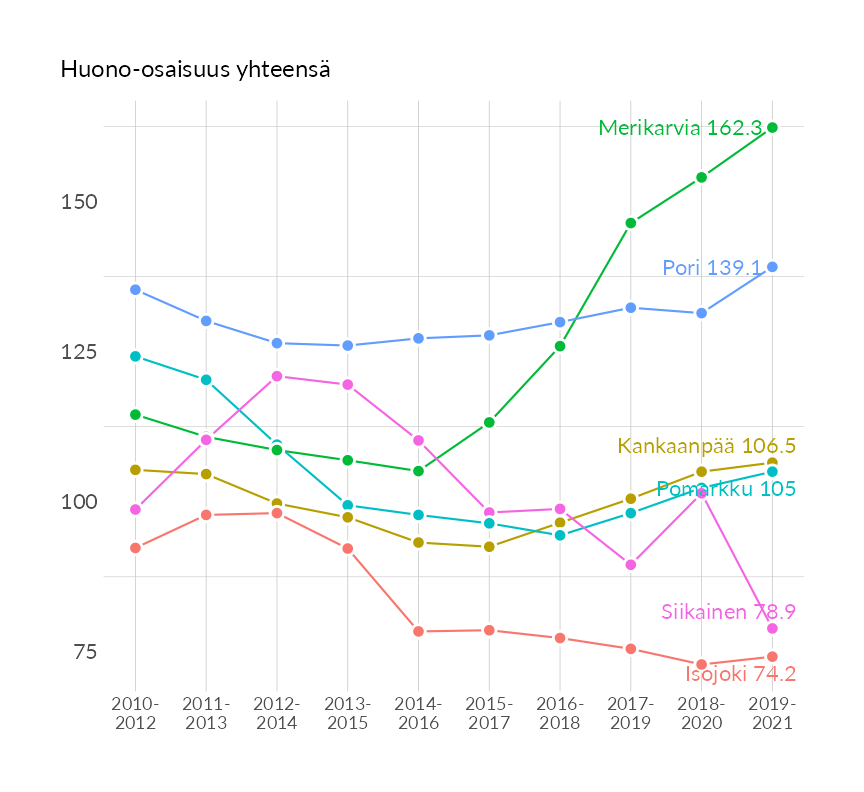 Huono-osaisuus yhteensä
Merikarvia 162.3
150
Pori 139.1
125
Kankaanpää 106.5
Pomarkku 105
100
Siikainen 78.9
75
Isojoki 74.2
2010- 2011- 2012- 2013- 2014- 2015- 2016- 2017- 2018- 2019-
2012 2013 2014 2015 2016 2017 2018 2019 2020 2021